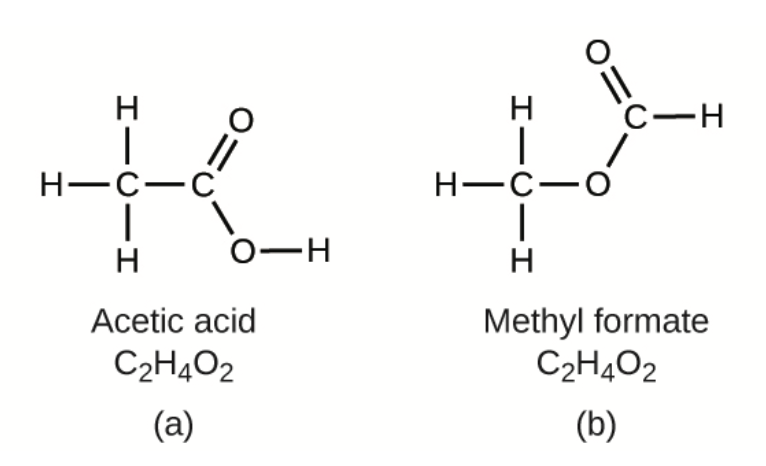 H
O
H—C—C
H
O—H
Acetic acid
C₂H₄O₂
(a)
O
H
C—H
H—C—O
H
Methyl formate
C₂H₄O₂
(b)